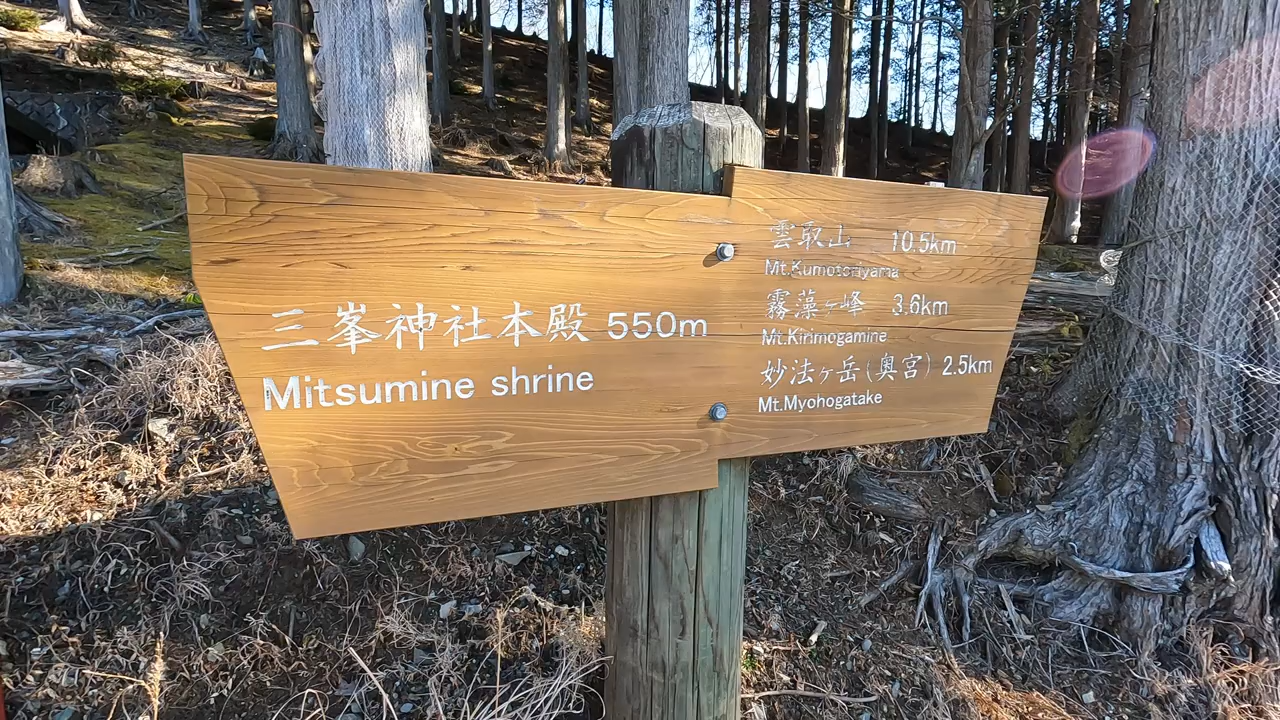 三峯神社本殿 550m
Mitsumine shrine
雲取山 10.5km
Mt.Kumotoriyama
霧藻ヶ峰 3.6km
Mt.Kirimogamine
妙法ヶ岳(奥宮) 2.5km
Mt.Myohogatake